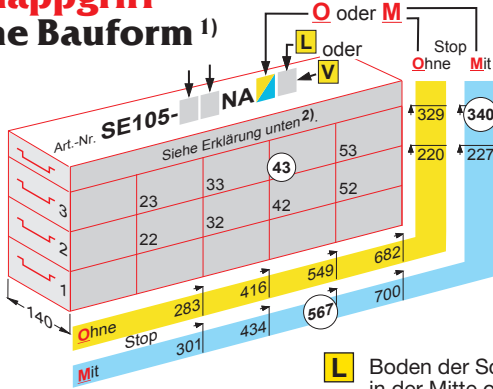 ne Bauform 1)
O oder M
L oder
V
Stop
Ohne Mit
Art.-Nr. SE105- NA
Siehe Erklärung unten 2).
329 340
220 227
3 23 33 43 53
2 22 32 42 52
1
140
Ohne 283 416 549 682
Stop
Mit 301 434 567 700
L Boden der Sc
in der Mitte